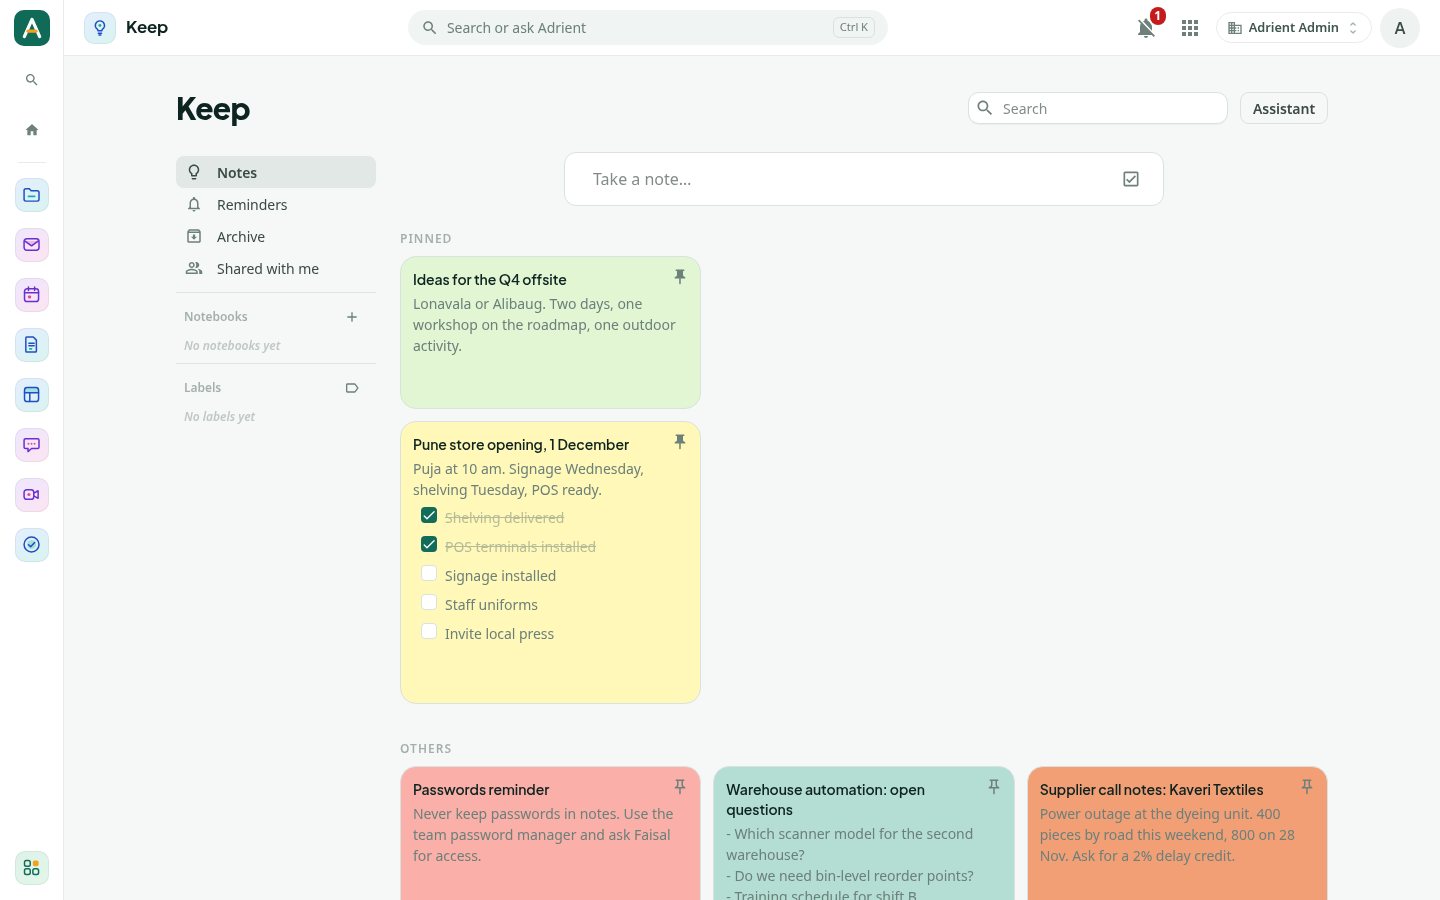 Keep
Search or ask Adrient
Ctrl K
1
Adrient Admin
A
Keep
Search
Assistant
Notes
Reminders
Archive
Shared with me
Notebooks
No notebooks yet
Labels
No labels yet
Take a note...
PINNED
Ideas for the Q4 offsite
Lonavala or Alibaug. Two days, one
workshop on the roadmap, one outdoor
activity.
Pune store opening, 1 December
Puja at 10 am. Signage Wednesday,
shelving Tuesday, POS ready.
Shelving delivered
POS terminals installed
Signage installed
Staff uniforms
Invite local press
OTHERS
Passwords reminder
Never keep passwords in notes. Use the
team password manager and ask Faisal
for access.
Warehouse automation: open
questions
- Which scanner model for the second
warehouse?
- Do we need bin-level reorder points?
- Training schedule for shift B
Supplier call notes: Kaveri Textiles
Power outage at the dyeing unit. 400
pieces by road this weekend, 800 on 28
Nov. Ask for a 2% delay credit.